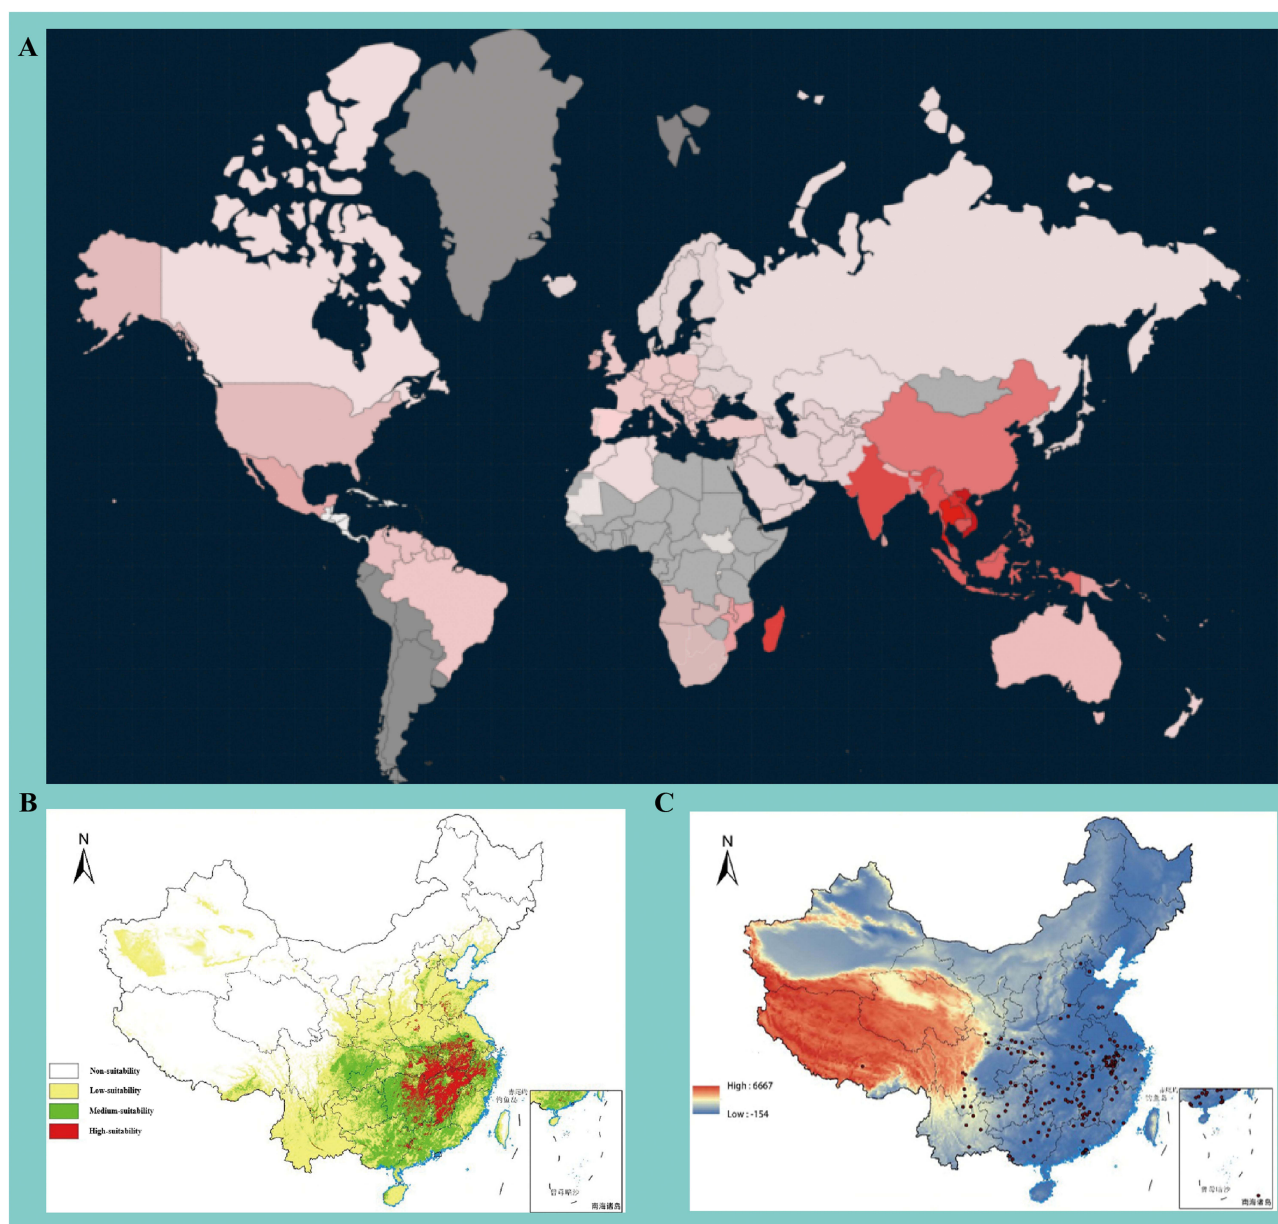 A
B
N
Non-suitability
Low-suitability
Medium-suitability
High-suitability
C
N
High : 6667
Low : -154
南海诸岛
南海诸岛